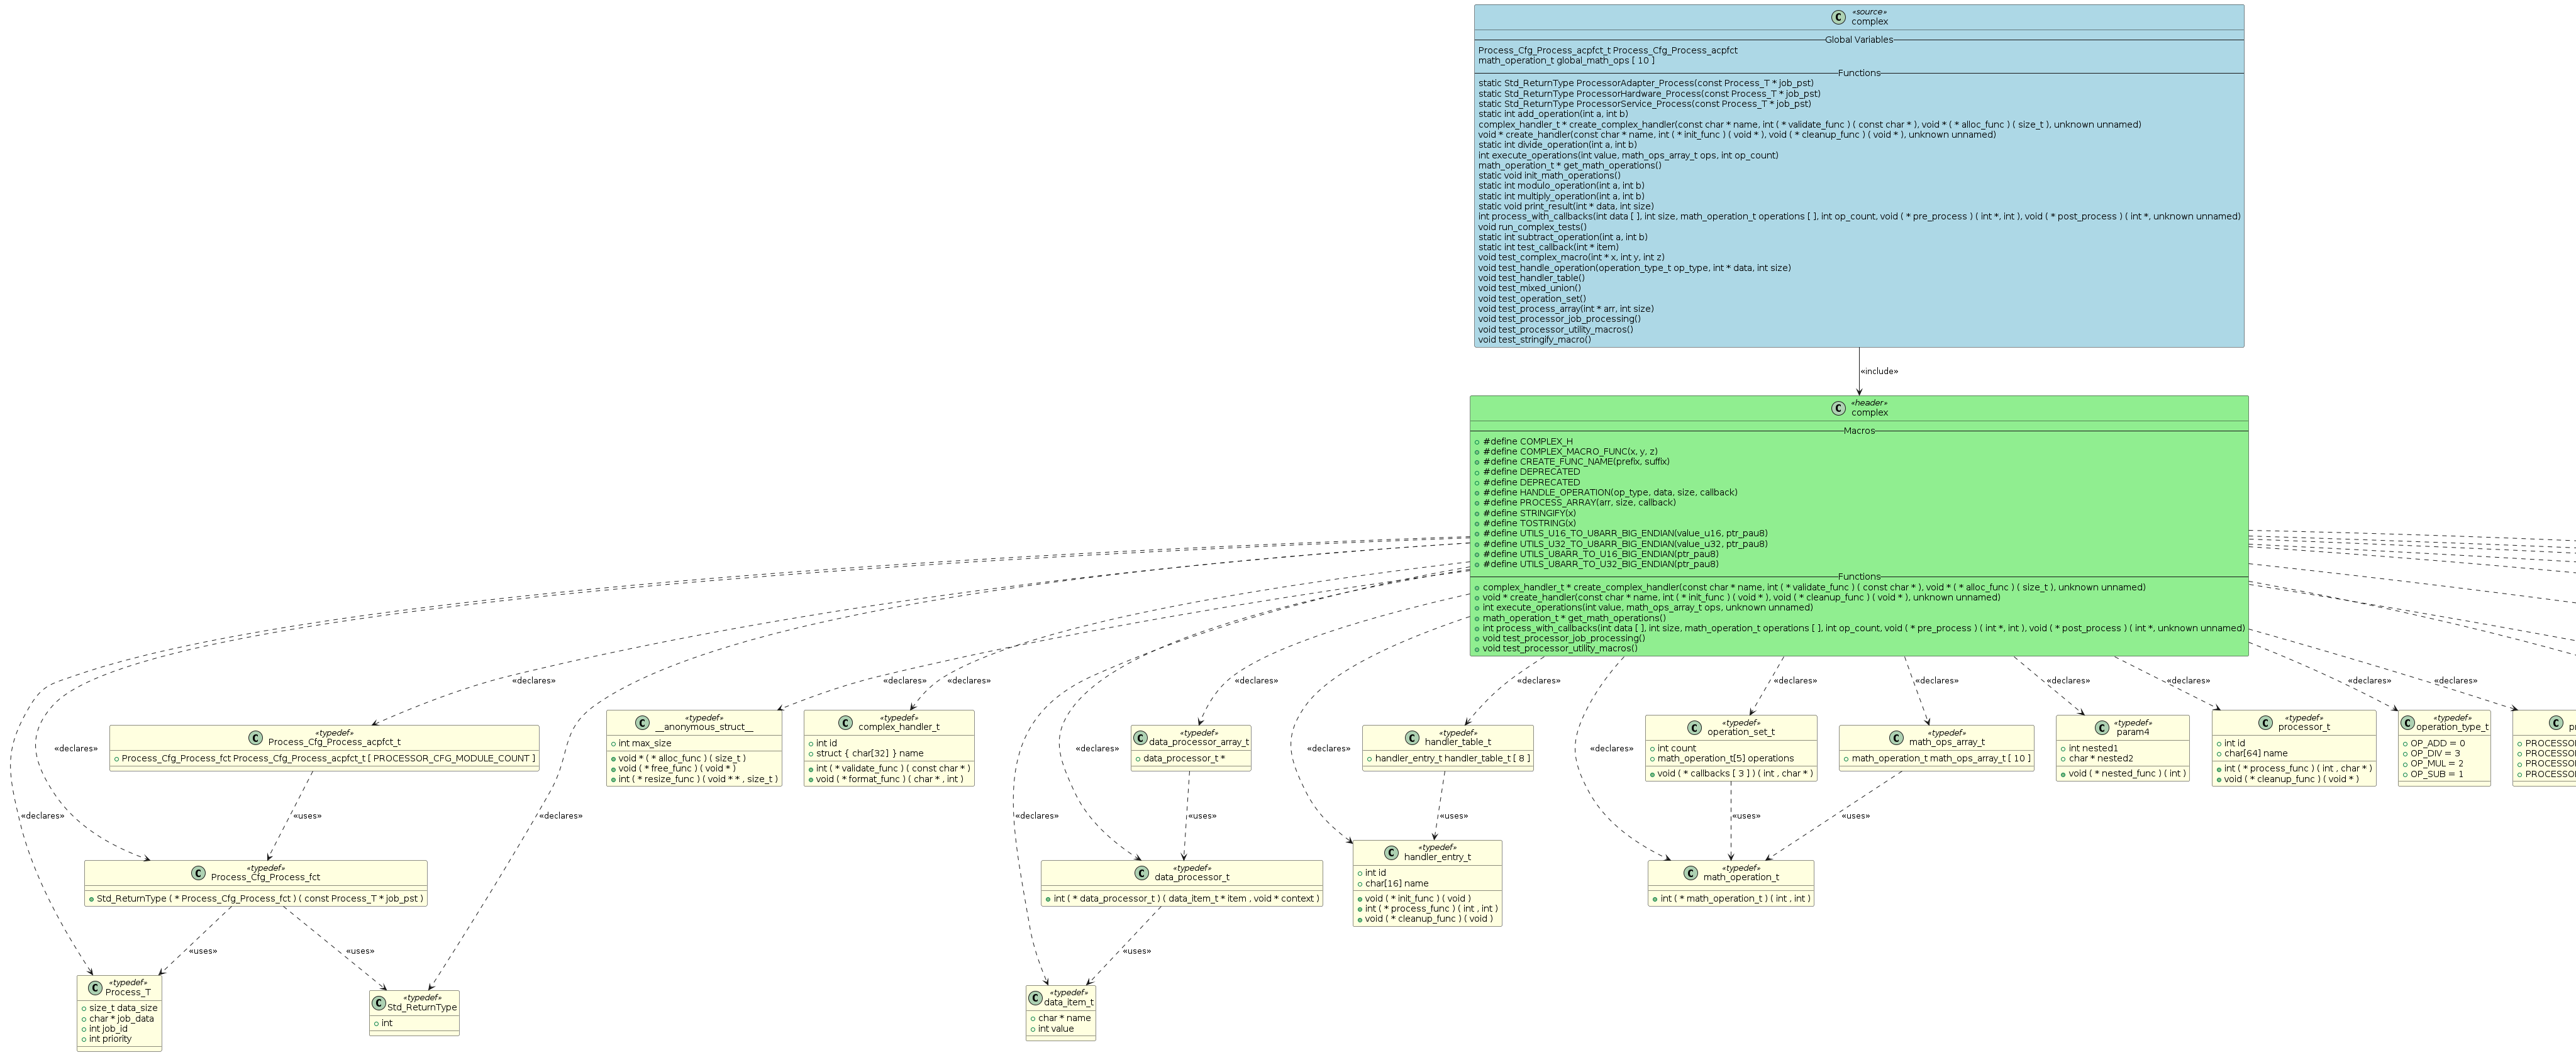 «source»
complex
Global Variables
Process_Cfg_Process_acpfct_t Process_Cfg_Process_acpfct
math_operation_t global_math_ops [ 10 ]
Functions
static Std_ReturnType ProcessorAdapter_Process(const Process_T * job_pst)
static Std_ReturnType ProcessorHardware_Process(const Process_T * job_pst)
static Std_ReturnType ProcessorService_Process(const Process_T * job_pst)
static int add_operation(int a, int b)
complex_handler_t * create_complex_handler(const char * name, int ( * validate_func ) ( const char * ), void * ( * alloc_func ) ( size_t ), unknown unnamed)
void * create_handler(const char * name, int ( * init_func ) ( void * ), void ( * cleanup_func ) ( void * ), unknown unnamed)
static int divide_operation(int a, int b)
int execute_operations(int value, math_ops_array_t ops, int op_count)
math_operation_t * get_math_operations()
static void init_math_operations()
static int modulo_operation(int a, int b)
static int multiply_operation(int a, int b)
static void print_result(int * data, int size)
int process_with_callbacks(int data [ ], int size, math_operation_t operations [ ], int op_count, void ( * pre_process ) ( int *, int ), void ( * post_process ) ( int *, unknown unnamed)
void run_complex_tests()
static int subtract_operation(int a, int b)
static int test_callback(int * item)
void test_complex_macro(int * x, int y, int z)
void test_handle_operation(operation_type_t op_type, int * data, int size)
void test_handler_table()
void test_mixed_union()
void test_operation_set()
void test_process_array(int * arr, int size)
void test_processor_job_processing()
void test_processor_utility_macros()
void test_stringify_macro()
«include»
«header»
complex
Macros
#define COMPLEX_H
#define COMPLEX_MACRO_FUNC(x, y, z)
#define CREATE_FUNC_NAME(prefix, suffix)
#define DEPRECATED
#define DEPRECATED
#define HANDLE_OPERATION(op_type, data, size, callback)
#define PROCESS_ARRAY(arr, size, callback)
#define STRINGIFY(x)
#define TOSTRING(x)
#define UTILS_U16_TO_U8ARR_BIG_ENDIAN(value_u16, ptr_pau8)
#define UTILS_U32_TO_U8ARR_BIG_ENDIAN(value_u32, ptr_pau8)
#define UTILS_U8ARR_TO_U16_BIG_ENDIAN(ptr_pau8)
#define UTILS_U8ARR_TO_U32_BIG_ENDIAN(ptr_pau8)
Functions
complex_handler_t * create_complex_handler(const char * name, int ( * validate_func ) ( const char * ), void * ( * alloc_func ) ( size_t ), unknown unnamed)
void * create_handler(const char * name, int ( * init_func ) ( void * ), void ( * cleanup_func ) ( void * ), unknown unnamed)
int execute_operations(int value, math_ops_array_t ops, unknown unnamed)
math_operation_t * get_math_operations()
int process_with_callbacks(int data [ ], int size, math_operation_t operations [ ], int op_count, void ( * pre_process ) ( int *, int ), void ( * post_process ) ( int *, unknown unnamed)
void test_processor_job_processing()
void test_processor_utility_macros()
«declares»
«declares»
«declares»
«declares»
«declares»
«declares»
«declares»
«declares»
«declares»
«declares»
«declares»
«typedef»
Process_Cfg_Process_acpfct_t
Process_Cfg_Process_fct Process_Cfg_Process_acpfct_t [ PROCESSOR_CFG_MODULE_COUNT ]
«typedef»
__anonymous_struct__
int max_size
void * ( * alloc_func ) ( size_t )
void ( * free_func ) ( void * )
int ( * resize_func ) ( void * * , size_t )
«typedef»
complex_handler_t
int id
struct { char[32] } name
int ( * validate_func ) ( const char * )
void ( * format_func ) ( char * , int )
«typedef»
data_processor_array_t
data_processor_t *
«typedef»
handler_table_t
handler_entry_t handler_table_t [ 8 ]
«typedef»
operation_set_t
int count
math_operation_t[5] operations
void ( * callbacks [ 3 ] ) ( int , char * )
«typedef»
math_ops_array_t
math_operation_t math_ops_array_t [ 10 ]
«typedef»
param4
int nested1
char * nested2
void ( * nested_func ) ( int )
«typedef»
processor_t
int id
char[64] name
int ( * process_func ) ( int , char * )
void ( * cleanup_func ) ( void * )
«typedef»
operation_type_t
OP_ADD = 0
OP_DIV = 3
OP_MUL = 2
OP_SUB = 1
«declares»
«declares»
«declares»
«declares»
«uses»
«declares»
«declares»
«declares»
«uses»
«uses»
«uses»
«uses»
«typedef»
Process_Cfg_Process_fct
Std_ReturnType ( * Process_Cfg_Process_fct ) ( const Process_T * job_pst )
«typedef»
data_processor_t
int ( * data_processor_t ) ( data_item_t * item , void * context )
«typedef»
handler_entry_t
int id
char[16] name
void ( * init_func ) ( void )
int ( * process_func ) ( int , int )
void ( * cleanup_func ) ( void )
«typedef»
math_operation_t
int ( * math_operation_t ) ( int , int )
«uses»
«uses»
«uses»
«typedef»
Process_T
size_t data_size
char * job_data
int job_id
int priority
«typedef»
Std_ReturnType
int
«typedef»
data_item_t
char * name
int value